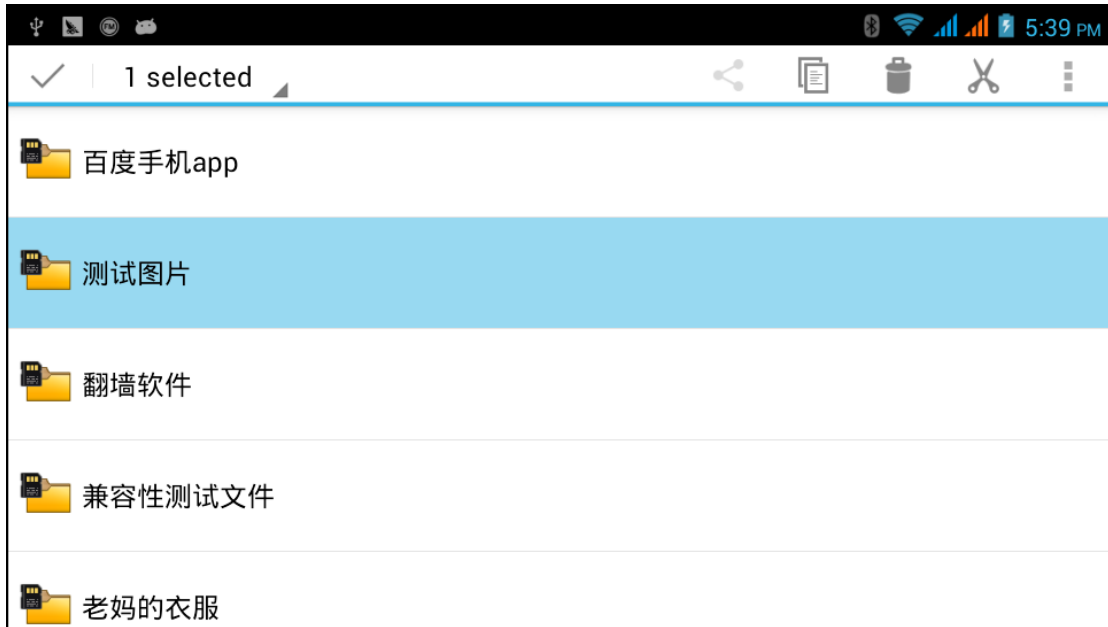 5:39 PM
1 selected
百度手机app
测试图片
翻墙软件
兼容性测试文件
老妈的衣服